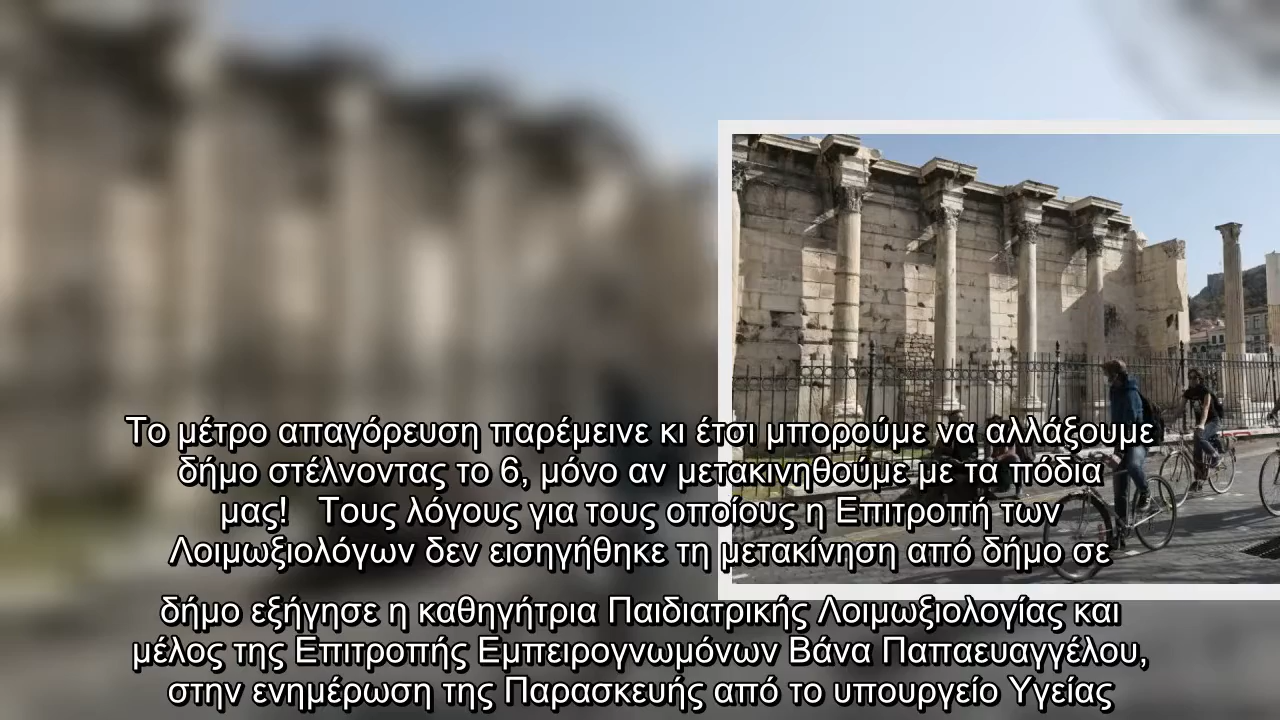 Το μέτρο απαγόρευση παρέμεινε κι έτσι μπορούμε να αλλάξουμε
δήμο στέλνοντας το 6, μόνο αν μετακινηθούμε με τα πόδια
μας!   Τους λόγους για τους οποίους η Επιτροπή των
Λοιμωξιολόγων δεν εισηγήθηκε τη μετακίνηση από δήμο σε
δήμο εξήγησε η καθηγήτρια Παιδιατρικής Λοιμωξιολογίας και
μέλος της Επιτροπής Εμπειρογνωμόνων Βάνα Παπαευαγγέλου,
στην ενημέρωση της Παρασκευής από το υπουργείο Υγείας